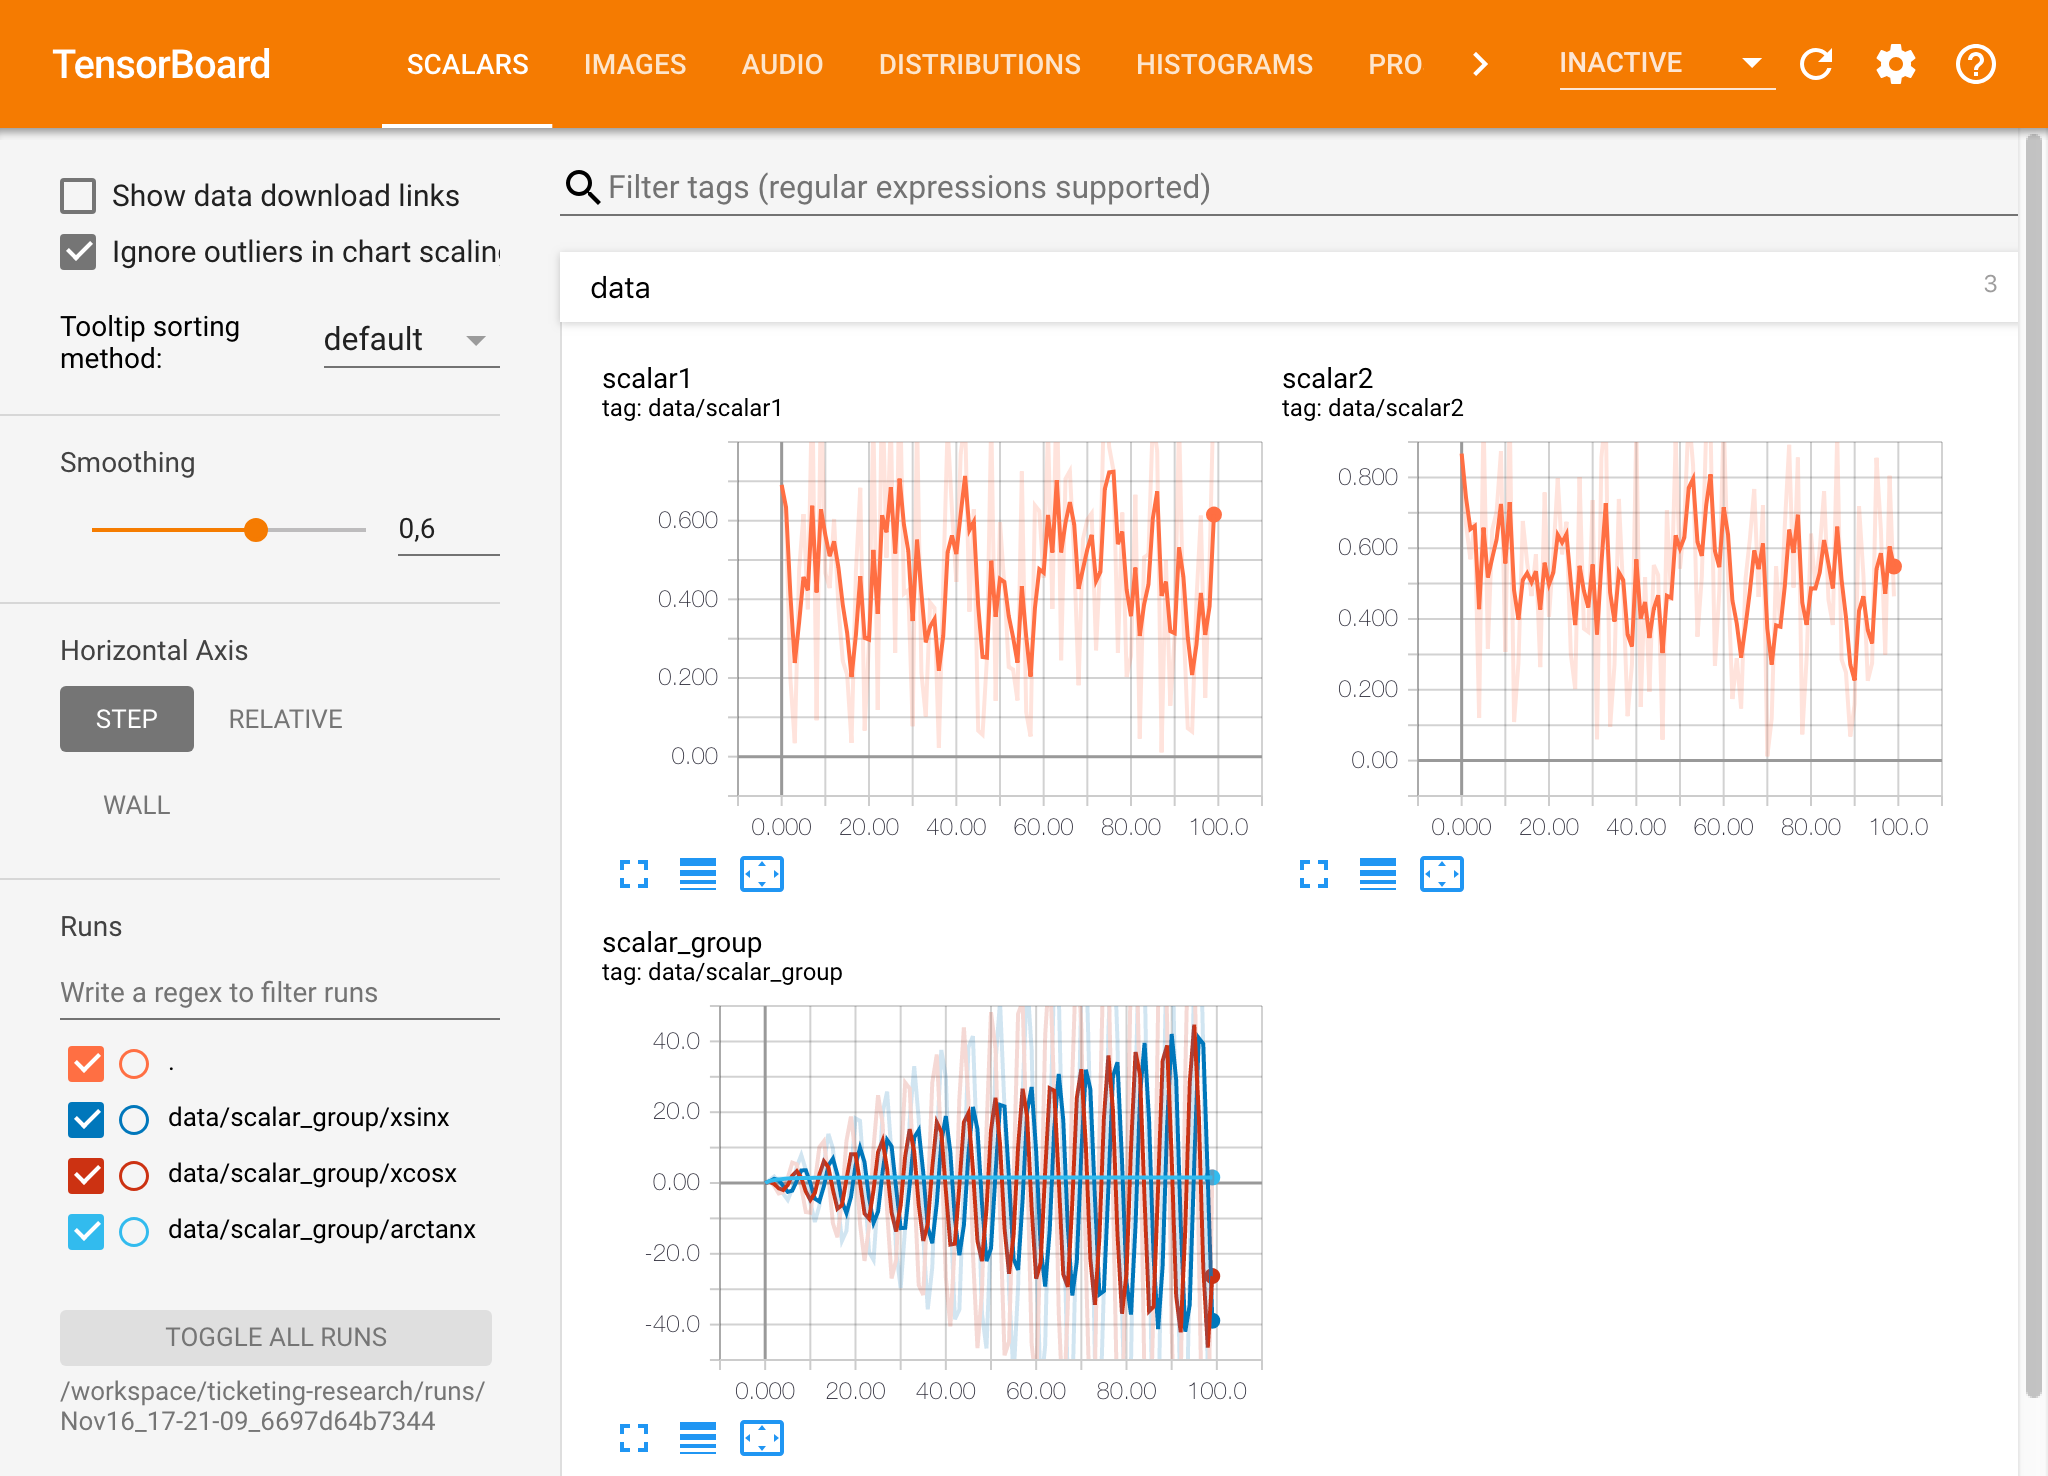 TensorBoard
SCALARS IMAGES AUDIO DISTRIBUTIONS HISTOGRAMS PRO INACTIVE
Show data download links
Ignore outliers in chart scalin
Tooltip sorting
method:
default
Smoothing
0,6
Horizontal Axis
STEP RELATIVE
WALL
Runs
Write a regex to filter runs
.
data/scalar_group/xsinx
data/scalar_group/xcosx
data/scalar_group/arctanx
TOGGLE ALL RUNS
/workspace/ticketing-research/runs/
Nov16_17-21-09_6697d64b7344
Filter tags (regular expressions supported)
data 3
scalar1
tag: data/scalar1
0.600
0.400
0.200
0.00
0.000 20.00 40.00 60.00 80.00 100.0
scalar2
tag: data/scalar2
0.800
0.600
0.400
0.200
0.00
0.000 20.00 40.00 60.00 80.00 100.0
scalar_group
tag: data/scalar_group
40.0
20.0
0.00
-20.0
-40.0
0.000 20.00 40.00 60.00 80.00 100.0